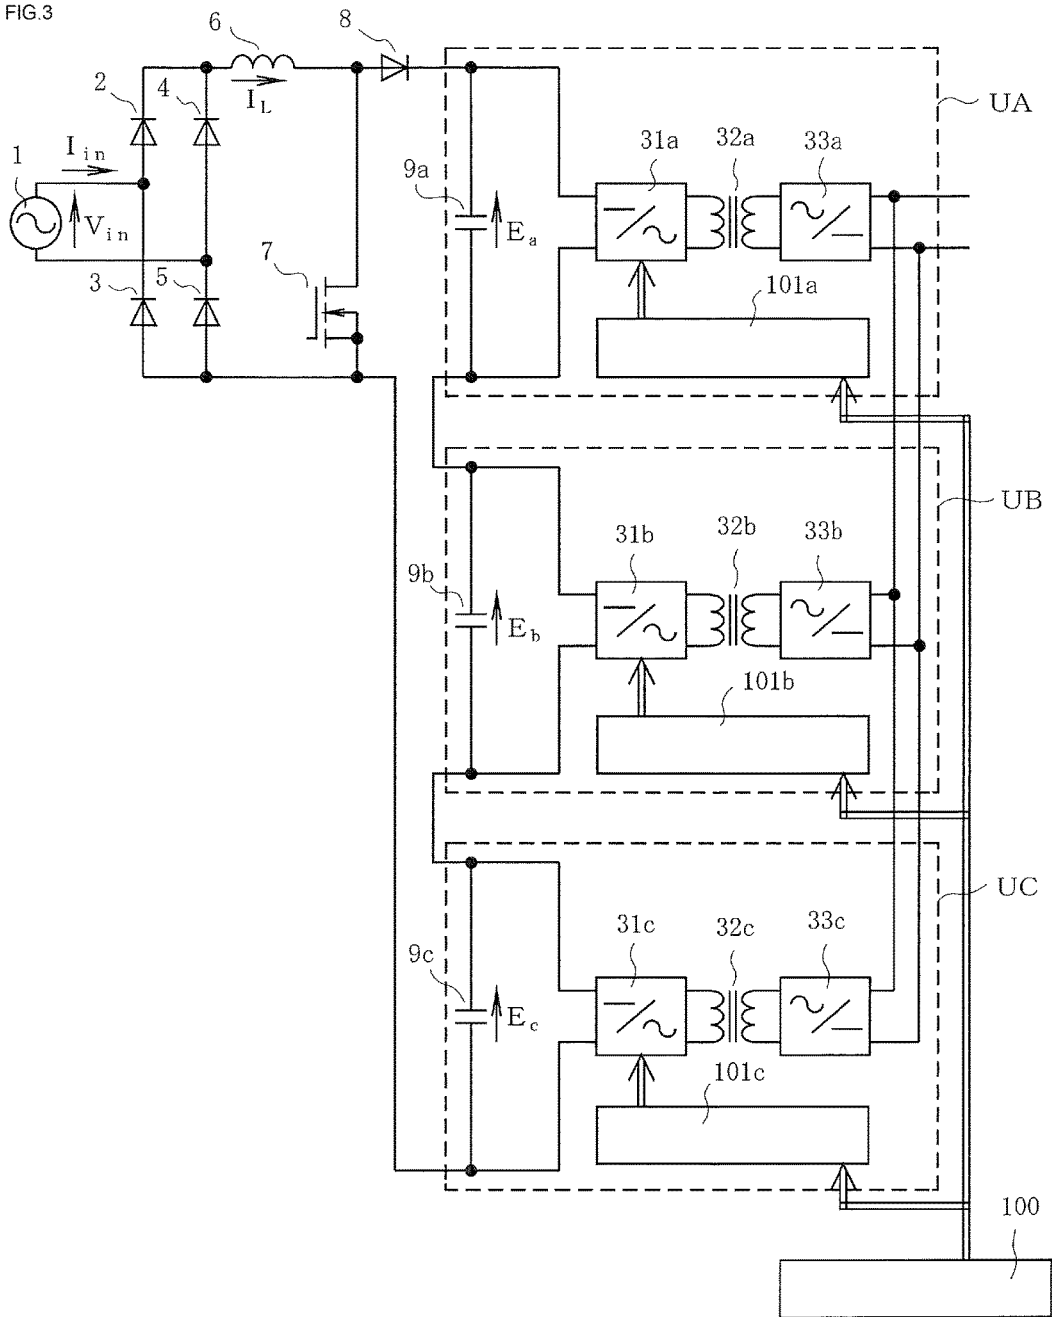 FIG.3
6
8
2
4
I_L
UA
1
I_in
31a
32a
33a
9a
V_in
E_a
7
3
5
101a
UB
31b
32b
33b
9b
E_b
101b
UC
31c
32c
33c
9c
E_c
101c
100